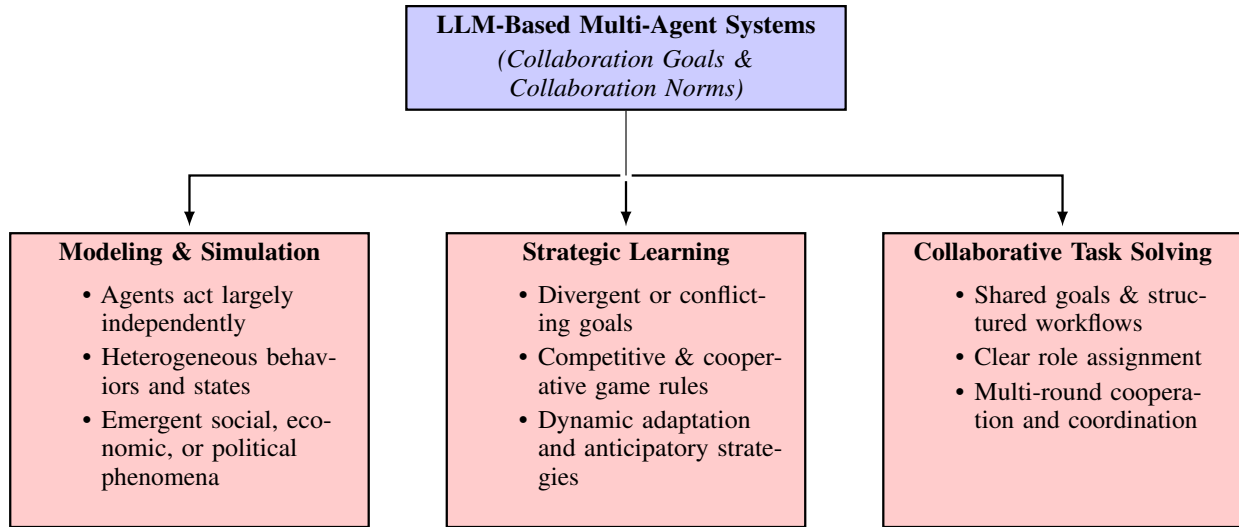 LLM-Based Multi-Agent Systems
(Collaboration Goals &
Collaboration Norms)
Modeling & Simulation
• Agents act largely
independently
• Heterogeneous behav-
iors and states
• Emergent social, eco-
nomic, or political
phenomena
Strategic Learning
• Divergent or conflict-
ing goals
• Competitive & coop-
erative game rules
• Dynamic adaptation
and anticipatory strate-
gies
Collaborative Task Solving
• Shared goals & struc-
tured workflows
• Clear role assignment
• Multi-round coopera-
tion and coordination